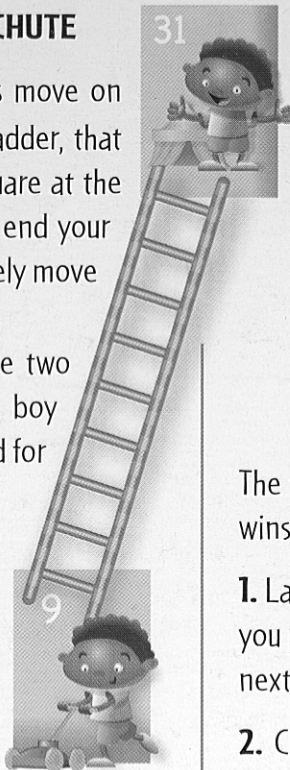 CHUTE
31
move on
adder, that
uare at the
end your
ely move
e two
boy
d for
9
The
wins
1. La
you
next
2. C